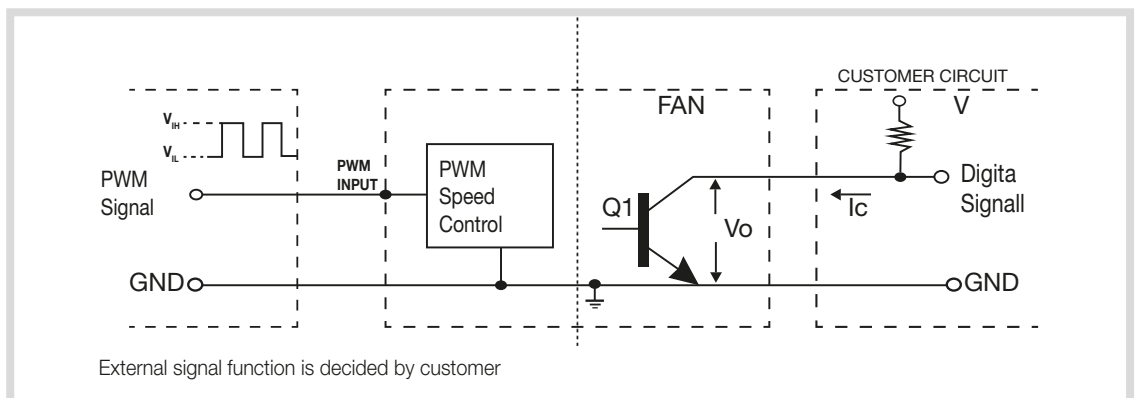 CUSTOMER CIRCUIT
FAN
V
VIH
VIL
PWM
Signal
PWM
INPUT
PWM
Speed
Control
Q1
Vo
Ic
Digita
Signall
GND
GND
External signal function is decided by customer